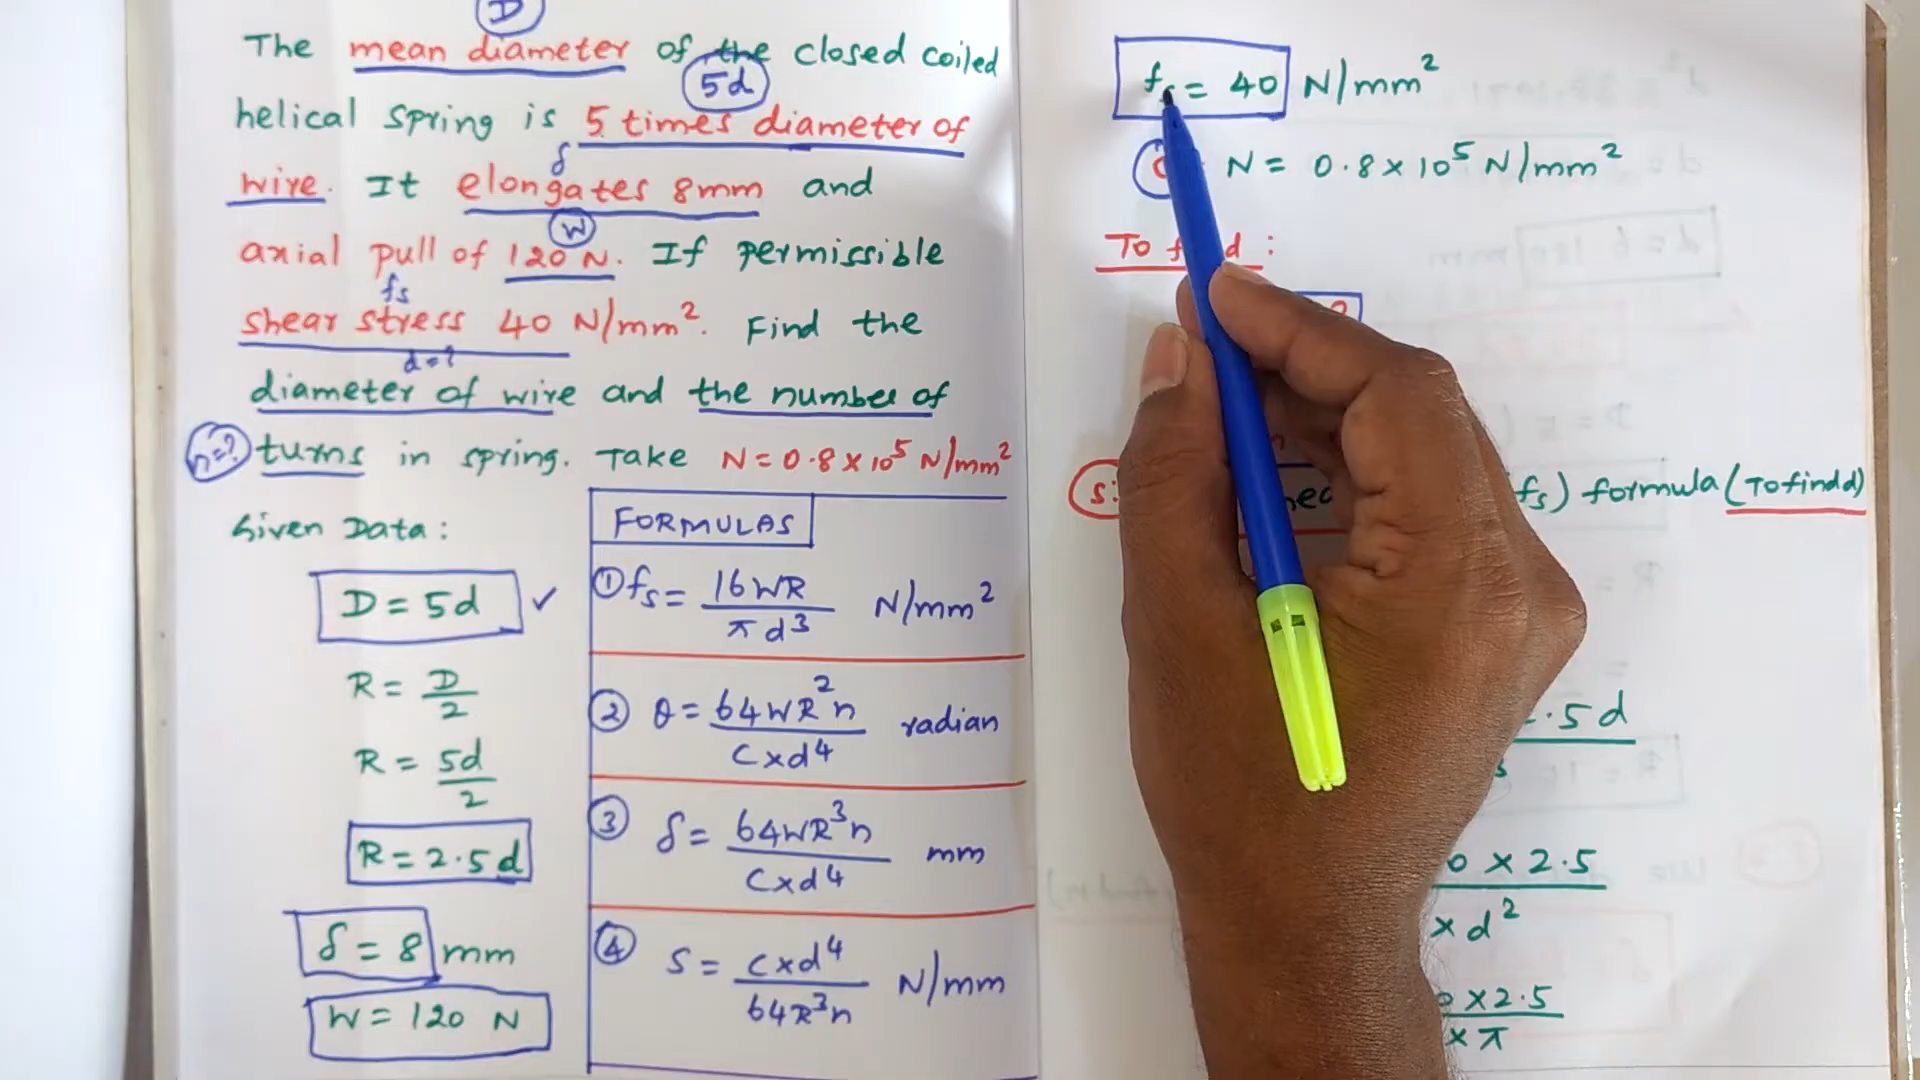 D
The mean diameter of the closed coiled
5d
helical spring is 5 times diameter of
δ
wire. It elongates 8mm and
W
axial pull of 120 N. If permissible
fs
shear stress 40 N/mm². Find the
d=?
diameter of wire and the number of
n=? turns in spring. Take N = 0.8 x 10⁵ N/mm²
Given Data:
D = 5d ✓
R = D/2
R = 5d/2
R = 2.5d
δ = 8 mm
W = 120 N
FORMULAS
① fs = 16WR/πd³ N/mm²
② θ = 64WR²n/Cxd⁴ radian
③ δ = 64WR³n/Cxd⁴ mm
④ S = Cxd⁴/64R³n N/mm
fs = 40 N/mm²
N = 0.8 x 10⁵ N/mm²
To d :
?
fs) formula (To find d)
.5d
x 2.5
x d²
x 2.5
x π